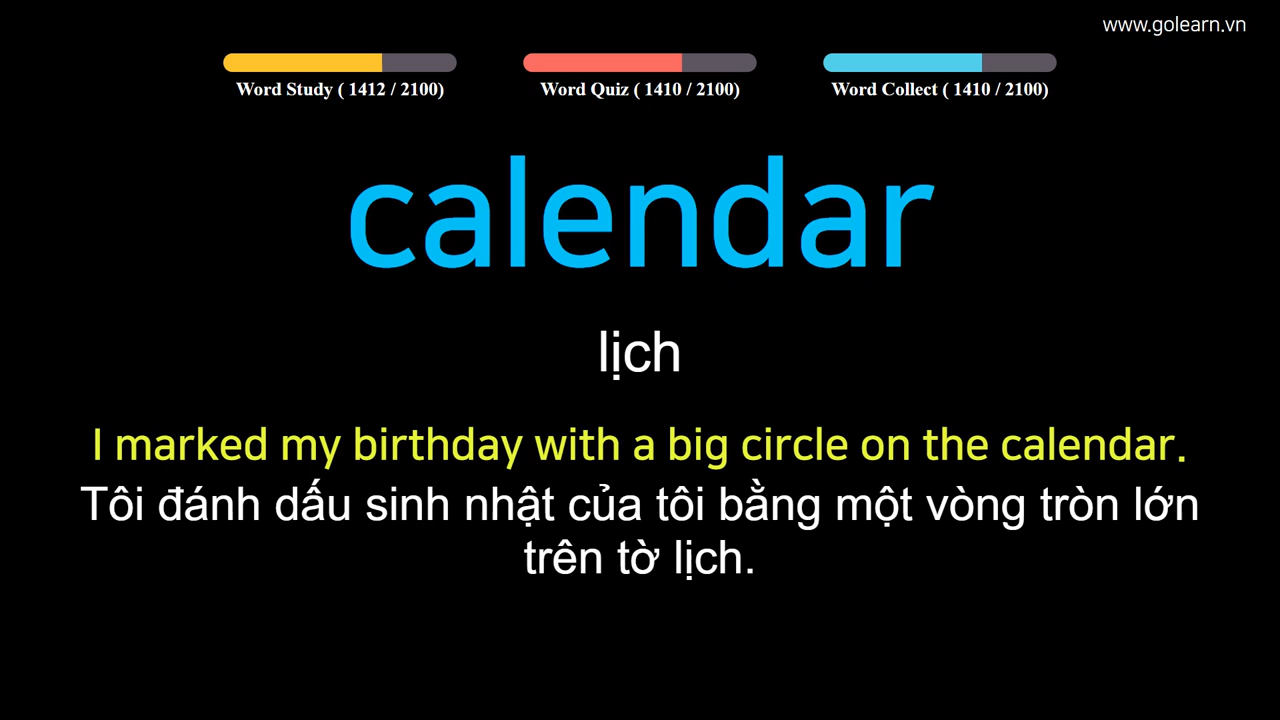 www.golearn.vn
Word Study ( 1412 / 2100)
Word Quiz ( 1410 / 2100)
Word Collect ( 1410 / 2100)
calendar
lịch
I marked my birthday with a big circle on the calendar.
Tôi đánh dấu sinh nhật của tôi bằng một vòng tròn lớn
trên tờ lịch.